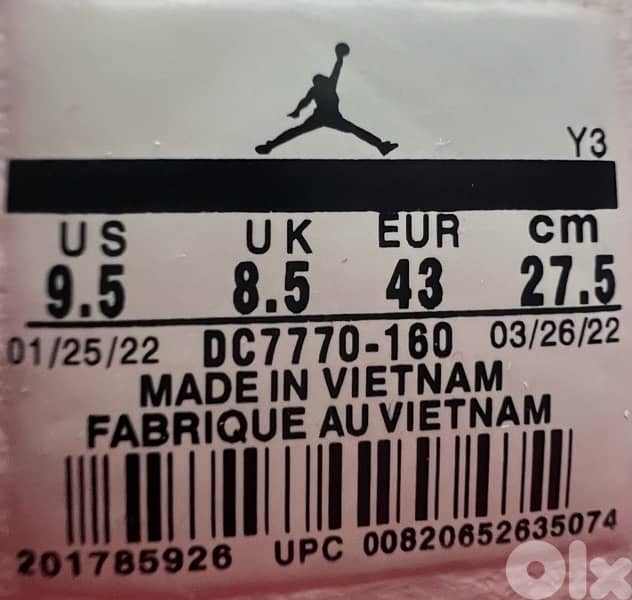 Y3
US UK EUR cm
9.5 8.5 43 27.5
01/25/22 DC7770-160 03/26/22
MADE IN VIETNAM
FABRIQUE AU VIETNAM
201785926 UPC 00820652635074
Olx